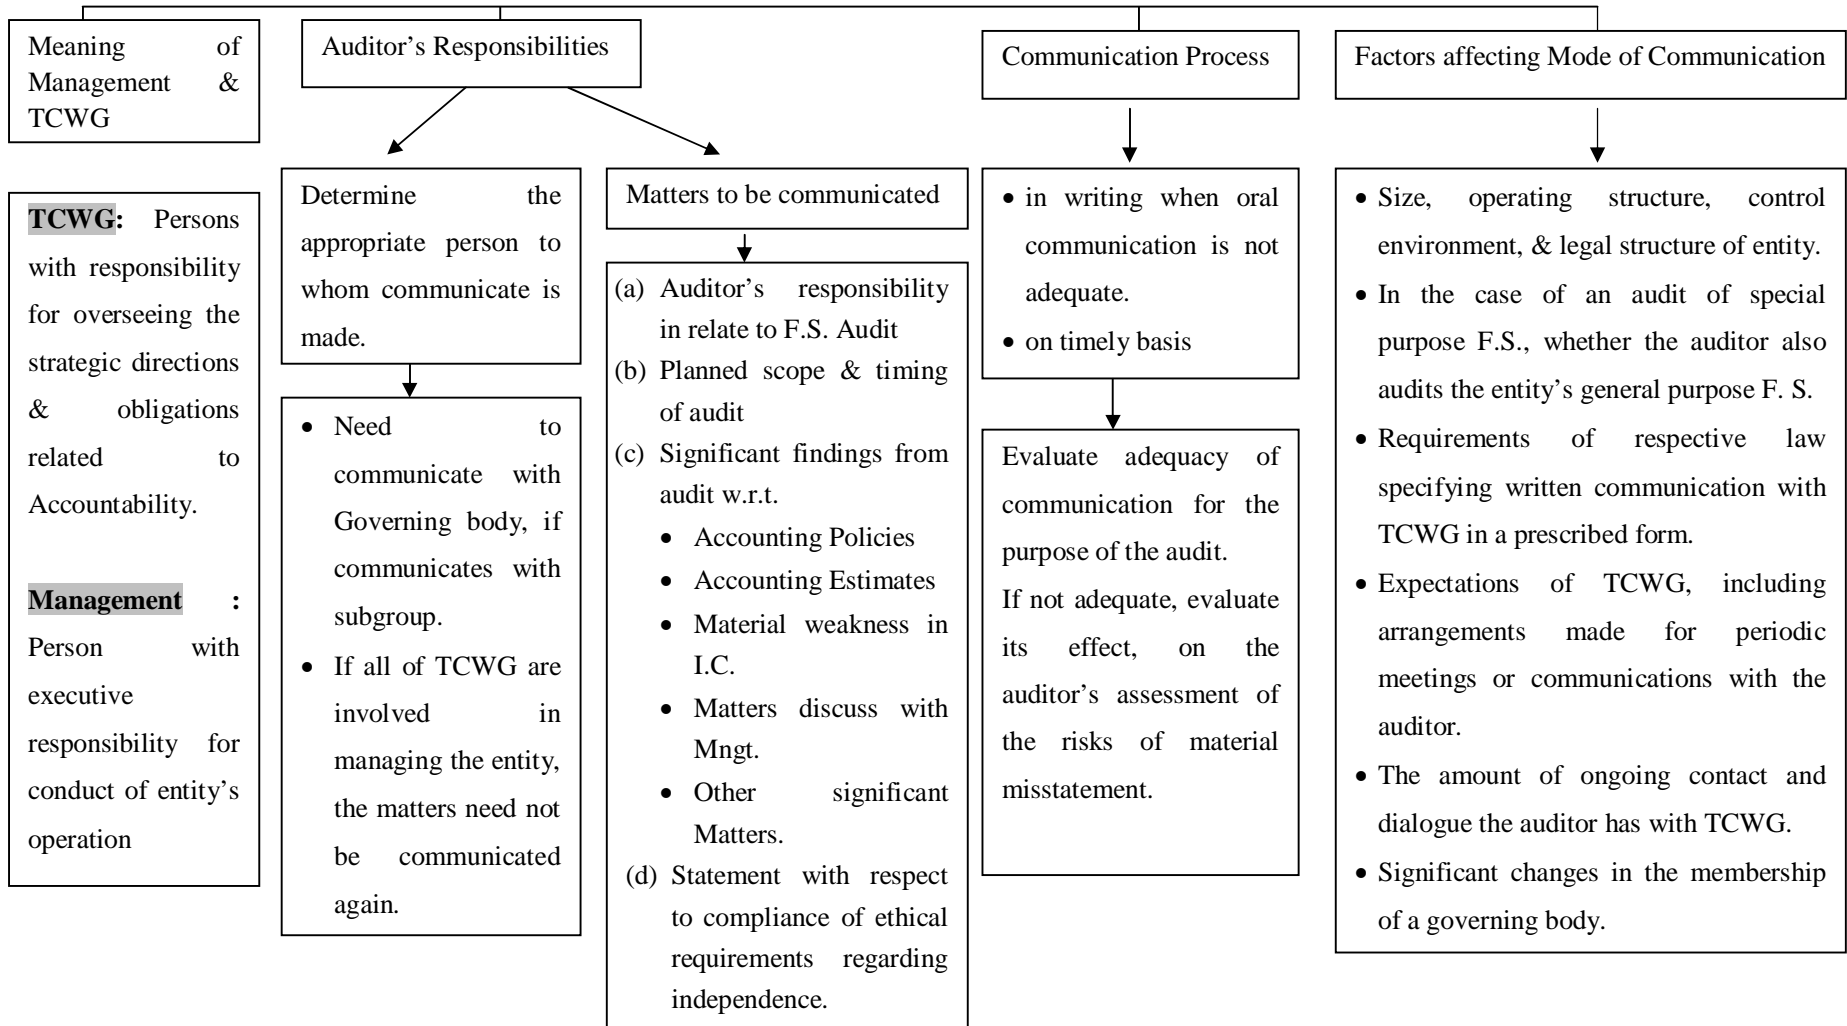 Meaning of
Management &
TCWG
TCWG: Persons
with responsibility
for overseeing the
strategic directions
& obligations
related to
Accountability.
Management :
Person with
executive
responsibility for
conduct of entity’s
operation
Auditor’s Responsibilities
Determine the
appropriate person to
whom communicate is
made.
• Need to
communicate with
Governing body, if
communicates with
subgroup.
• If all of TCWG are
involved in
managing the entity,
the matters need not
be communicated
again.
Matters to be communicated
(a) Auditor’s responsibility
in relate to F.S. Audit
(b) Planned scope & timing
of audit
(c) Significant findings from
audit w.r.t.
• Accounting Policies
• Accounting Estimates
• Material weakness in
I.C.
• Matters discuss with
Mngt.
• Other significant
Matters.
(d) Statement with respect
to compliance of ethical
requirements regarding
independence.
Communication Process
• in writing when oral
communication is not
adequate.
• on timely basis
Evaluate adequacy of
communication for the
purpose of the audit.
If not adequate, evaluate
its effect, on the
auditor’s assessment of
the risks of material
misstatement.
Factors affecting Mode of Communication
• Size, operating structure, control
environment, & legal structure of entity.
• In the case of an audit of special
purpose F.S., whether the auditor also
audits the entity’s general purpose F. S.
• Requirements of respective law
specifying written communication with
TCWG in a prescribed form.
• Expectations of TCWG, including
arrangements made for periodic
meetings or communications with the
auditor.
• The amount of ongoing contact and
dialogue the auditor has with TCWG.
• Significant changes in the membership
of a governing body.